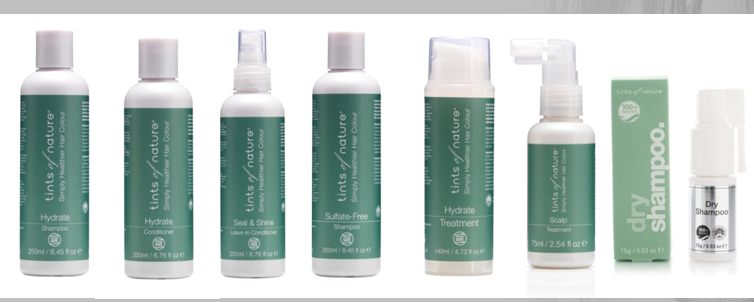 tints of nature
Simply Healthier Hair Colour
Hydrate
Shampoo
250ml / 8.45 fl oz ℮
tints of nature
Simply Healthier Hair Colour
Hydrate
Conditioner
200ml / 6.76 fl oz ℮
tints of nature
Simply Healthier Hair Colour
Seal & Shine
Leave-In Conditioner
200ml / 6.76 fl oz ℮
tints of nature
Simply Healthier Hair Colour
Sulfate-Free
Shampoo
250ml / 8.45 fl oz ℮
tints of nature
Simply Healthier Hair Colour
Hydrate
Treatment
140ml / 4.73 fl oz ℮
tints of nature
Simply Healthier Hair Colour
Scalp
Treatment
75ml / 2.54 fl oz ℮
tints of nature
100+
dry
shampoo.
15g / 0.53 oz ℮
Dry
Shampoo
15g / 0.53 oz ℮